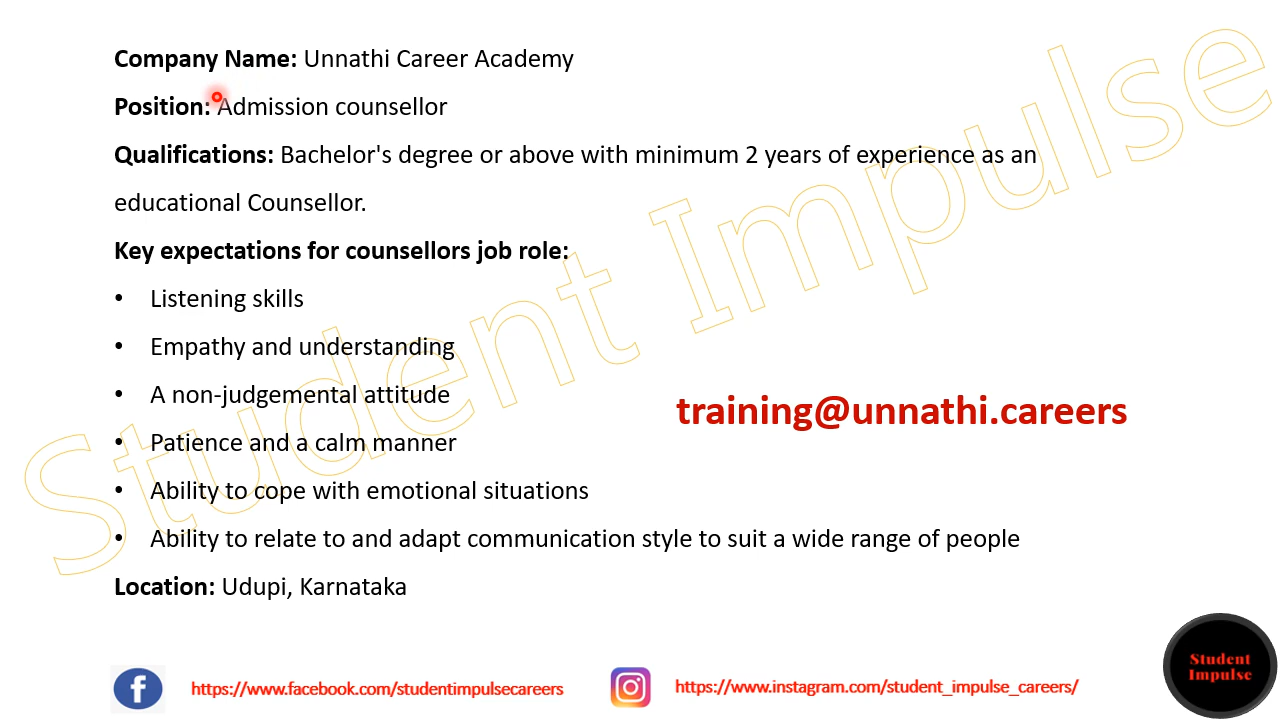 Company Name: Unnathi Career Academy
Position: Admission counsellor
Qualifications: Bachelor's degree or above with minimum 2 years of experience as an
educational Counsellor.
Key expectations for counsellors job role:
• Listening skills
• Empathy and understanding
• A non-judgemental attitude
• Patience and a calm manner
• Ability to cope with emotional situations
• Ability to relate to and adapt communication style to suit a wide range of people
Location: Udupi, Karnataka
training@unnathi.careers
Student Impulse
https://www.facebook.com/studentimpulsecareers
https://www.instagram.com/student_impulse_careers/
Student
Impulse